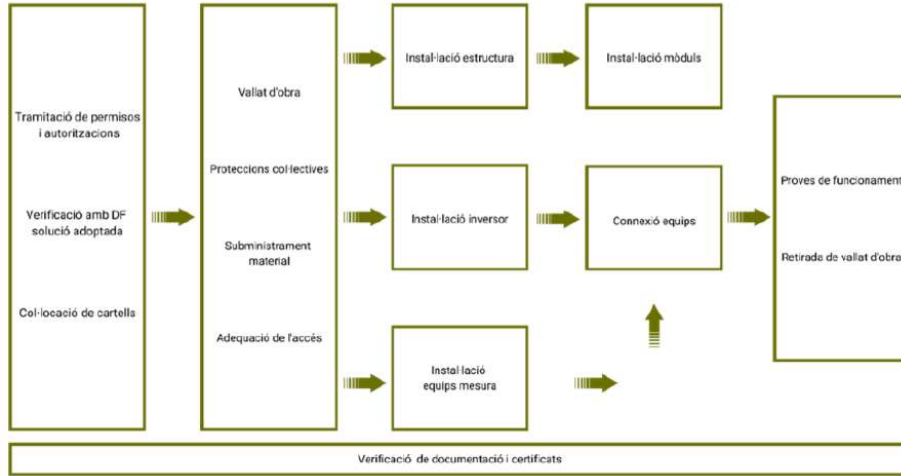 Tramitació de permisos
i autoritzacions
Verificació amb DF
solució adoptada
Col·locació de cartells
Vallat d'obra
Proteccions col·lectives
Subministrament
material
Adequació de l'accés
Instal·lació estructura
Instal·lació mòduls
Instal·lació inversor
Connexió equips
Instal·lació
equips mesura
Proves de funcionament
Retirada de vallat d'obra
Verificació de documentació i certificats